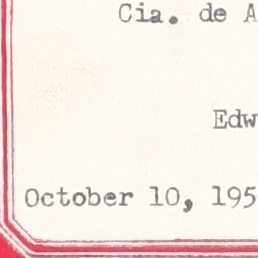 Cia. de A
Edw
October 10, 195